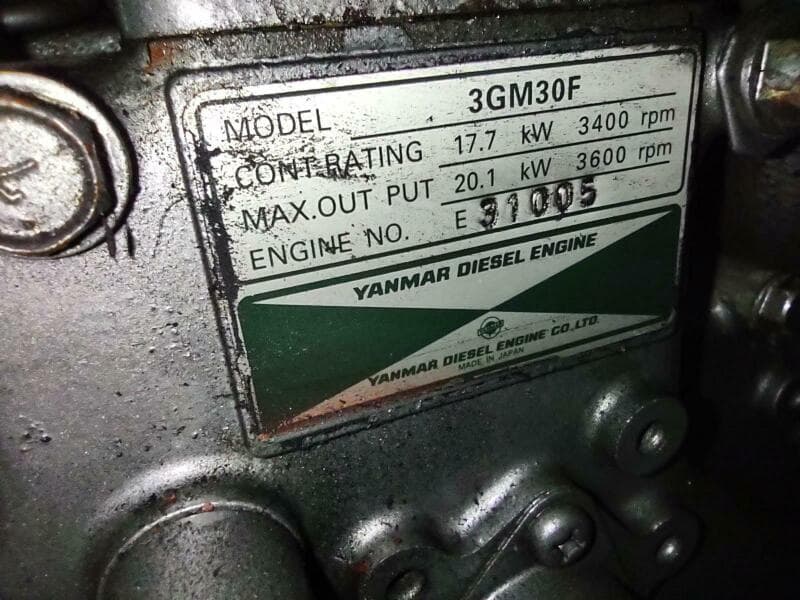 MODEL 3GM30F
CONT.RATING 17.7 kW 3400 rpm
MAX.OUT PUT 20.1 kW 3600 rpm
ENGINE NO. E 31005
YANMAR DIESEL ENGINE
YANMAR DIESEL ENGINE CO.,LTD.
MADE IN JAPAN